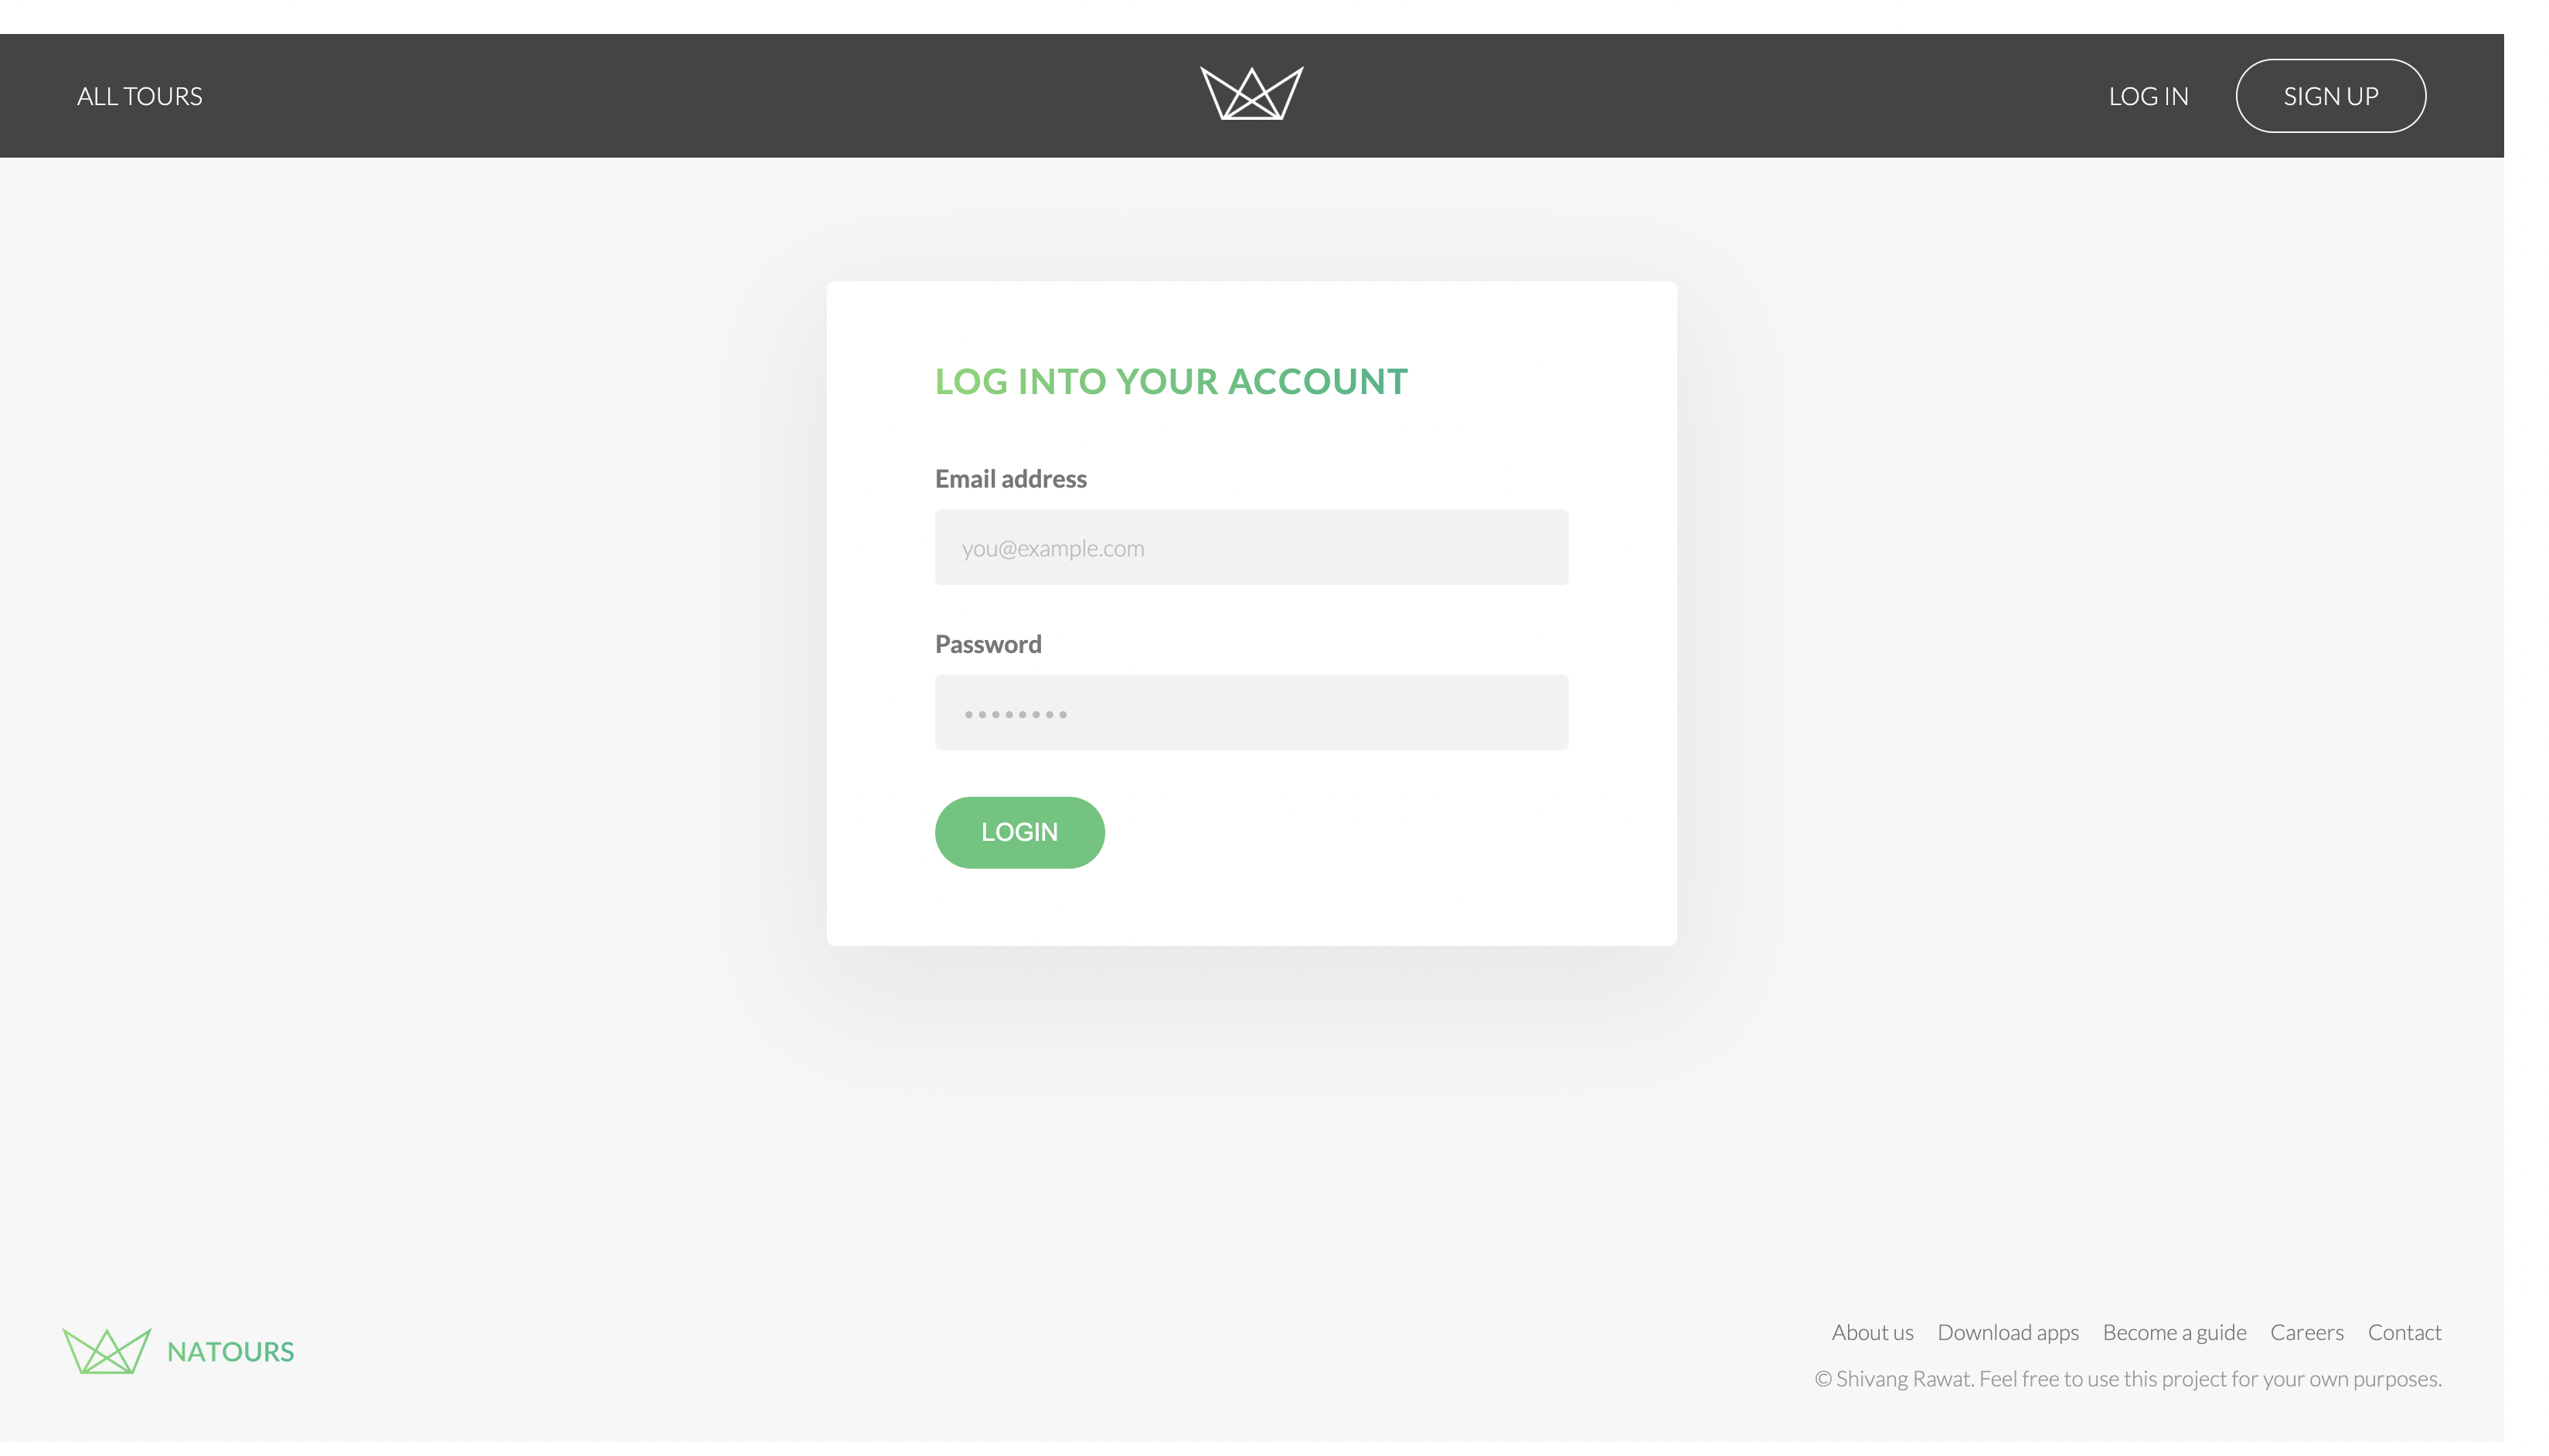 ALL TOURS
LOG IN
SIGN UP
LOG INTO YOUR ACCOUNT
Email address
you@example.com
Password
••••••••
LOGIN
NATOURS
About us Download apps Become a guide Careers Contact
© Shivang Rawat. Feel free to use this project for your own purposes.